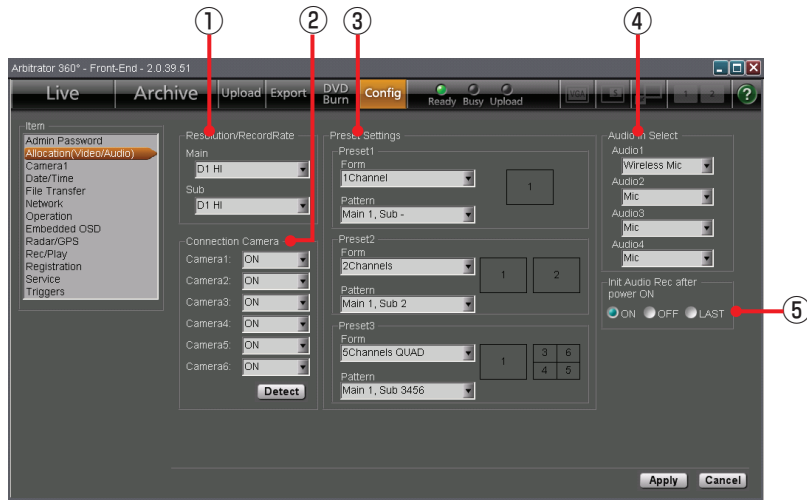 ① ② ③ ④
Arbitrator 360° - Front-End - 2.0.39.51
Live Archive Upload Export DVD Burn Config Ready Busy Upload VGA 1 2 ?
Item
Admin Password
Allocation(Video/Audio)
Camera1
Date/Time
File Transfer
Network
Operation
Embedded OSD
Radar/GPS
Rec/Play
Registration
Service
Triggers
Resolution/RecordRate
Main
D1 HI
Sub
D1 HI
Connection Camera
Camera1: ON
Camera2: ON
Camera3: ON
Camera4: ON
Camera5: ON
Camera6: ON
Detect
Preset Settings
Preset1
Form
1Channel
Pattern
Main 1, Sub -
1
Preset2
Form
2Channels
Pattern
Main 1, Sub 2
1 2
Preset3
Form
5Channels QUAD
Pattern
Main 1, Sub 3456
1 3 6
4 5
Audio In Select
Audio1
Wireless Mic
Audio2
Mic
Audio3
Mic
Audio4
Mic
Init Audio Rec after
power ON
ON OFF LAST
⑤
Apply Cancel